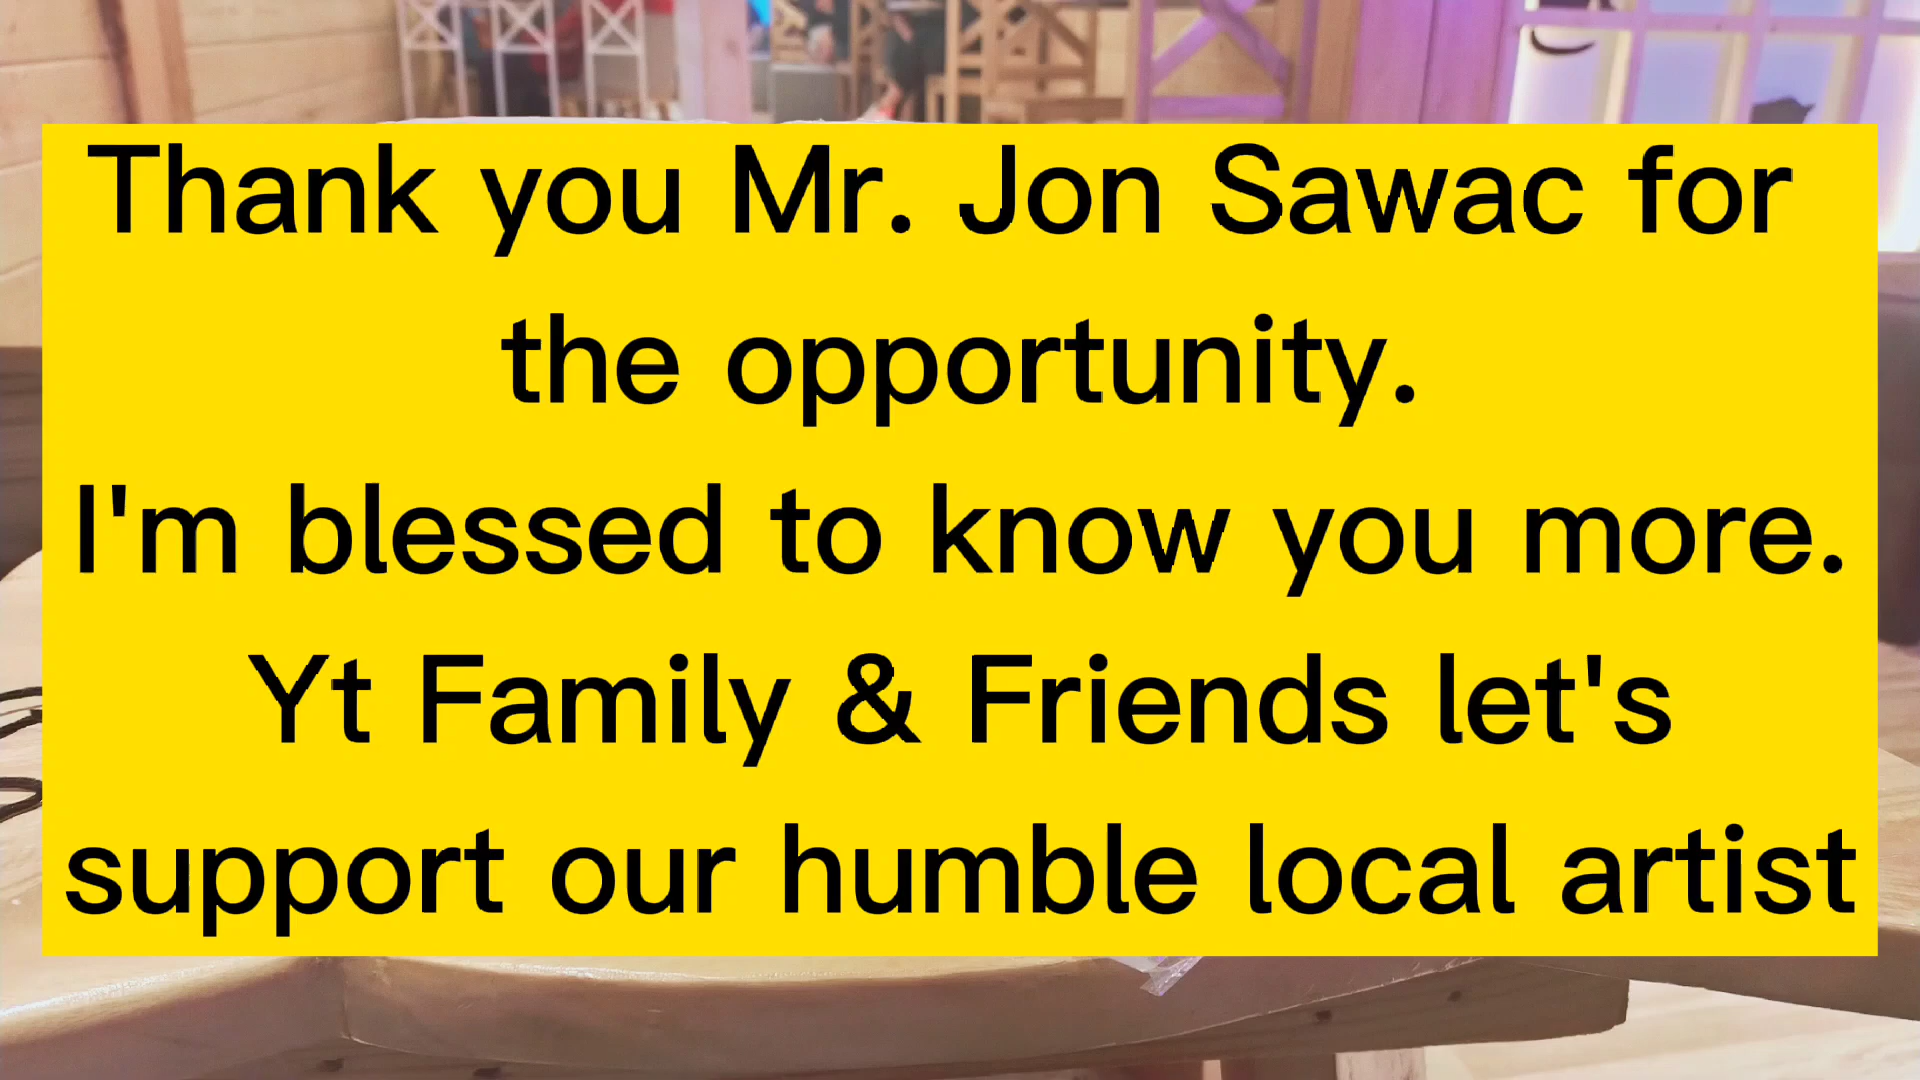 Thank you Mr. Jon Sawac for
the opportunity.
I'm blessed to know you more.
Yt Family & Friends let's
support our humble local artist